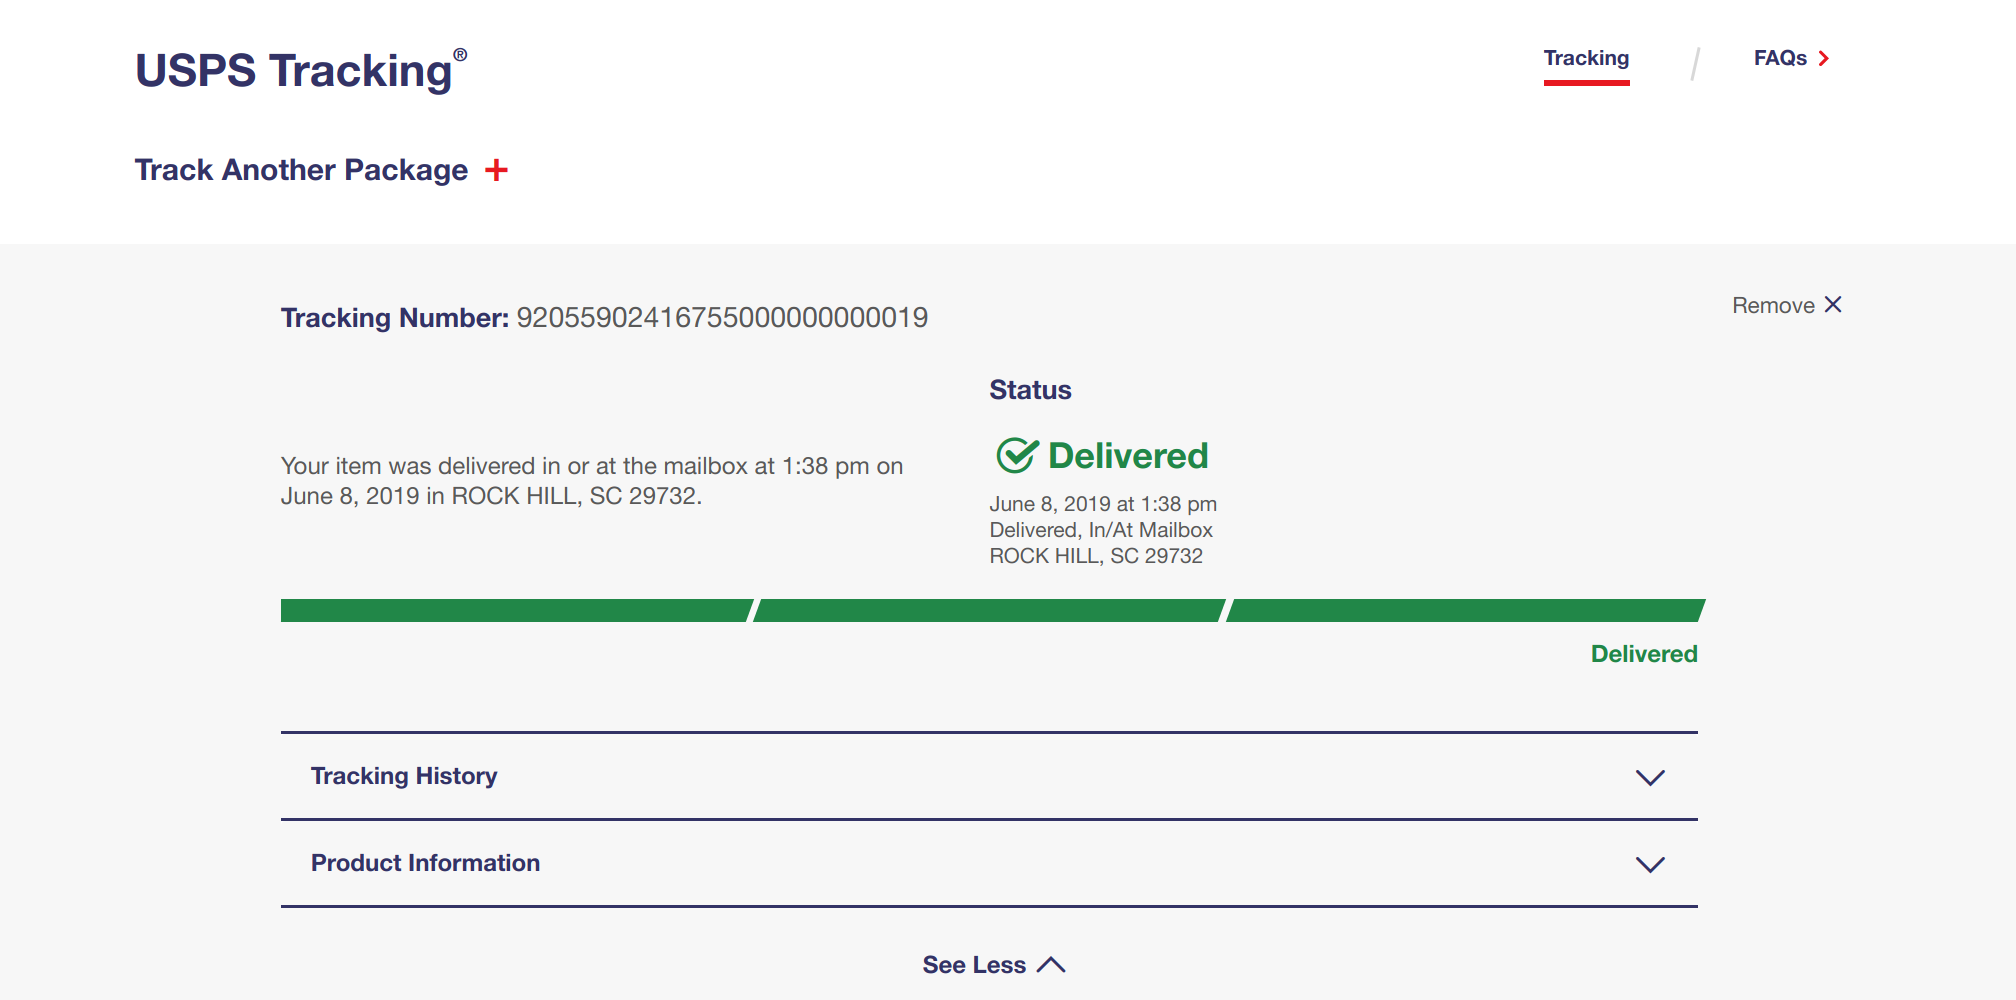 USPS Tracking®
Tracking / FAQs
Track Another Package +
Tracking Number: 92055902416755000000000019
Remove
Status
Your item was delivered in or at the mailbox at 1:38 pm on
June 8, 2019 in ROCK HILL, SC 29732.
Delivered
June 8, 2019 at 1:38 pm
Delivered, In/At Mailbox
ROCK HILL, SC 29732
Delivered
Tracking History
Product Information
See Less